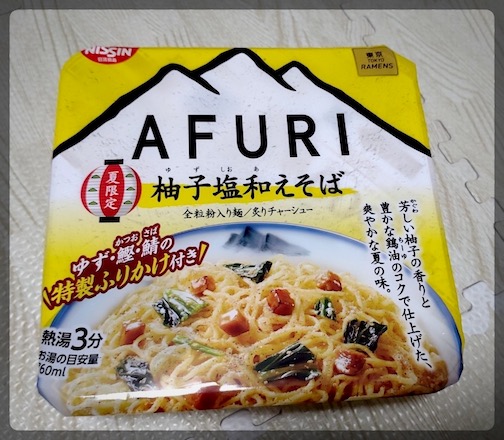 NISSIN
日清食品
東京
TOKYO
RAMENS
AFURI
夏限定
ゆずしおあ
柚子塩和えそば
全粒粉入り麺/炙りチャーシュー
かつおさば
ゆず・鰹・鯖の
特製ふりかけ付き
かぐわ
芳しい柚子の香りと
ちーゆ
豊かな鶏油のコクで仕上げた、
爽やかな夏の味。
熱湯3分
お湯の目安量
760ml